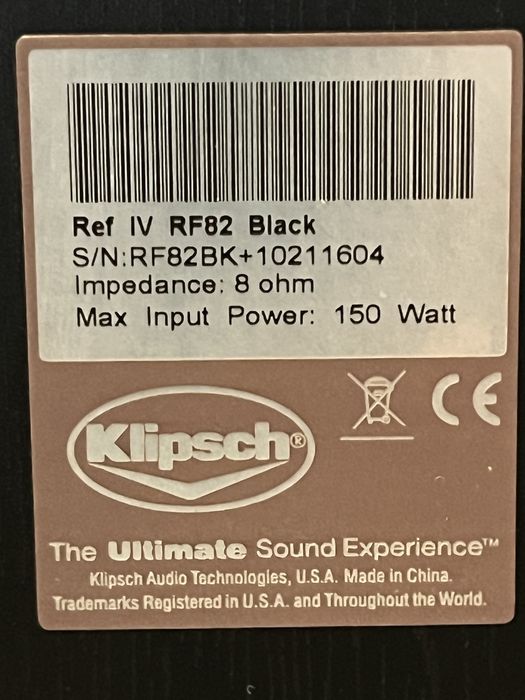 Ref IV RF82 Black
S/N:RF82BK+10211604
Impedance: 8 ohm
Max Input Power: 150 Watt
CE
Klipsch®
The Ultimate Sound Experience™
Klipsch Audio Technologies, U.S.A. Made in China.
Trademarks Registered in U.S.A. and Throughout the World.